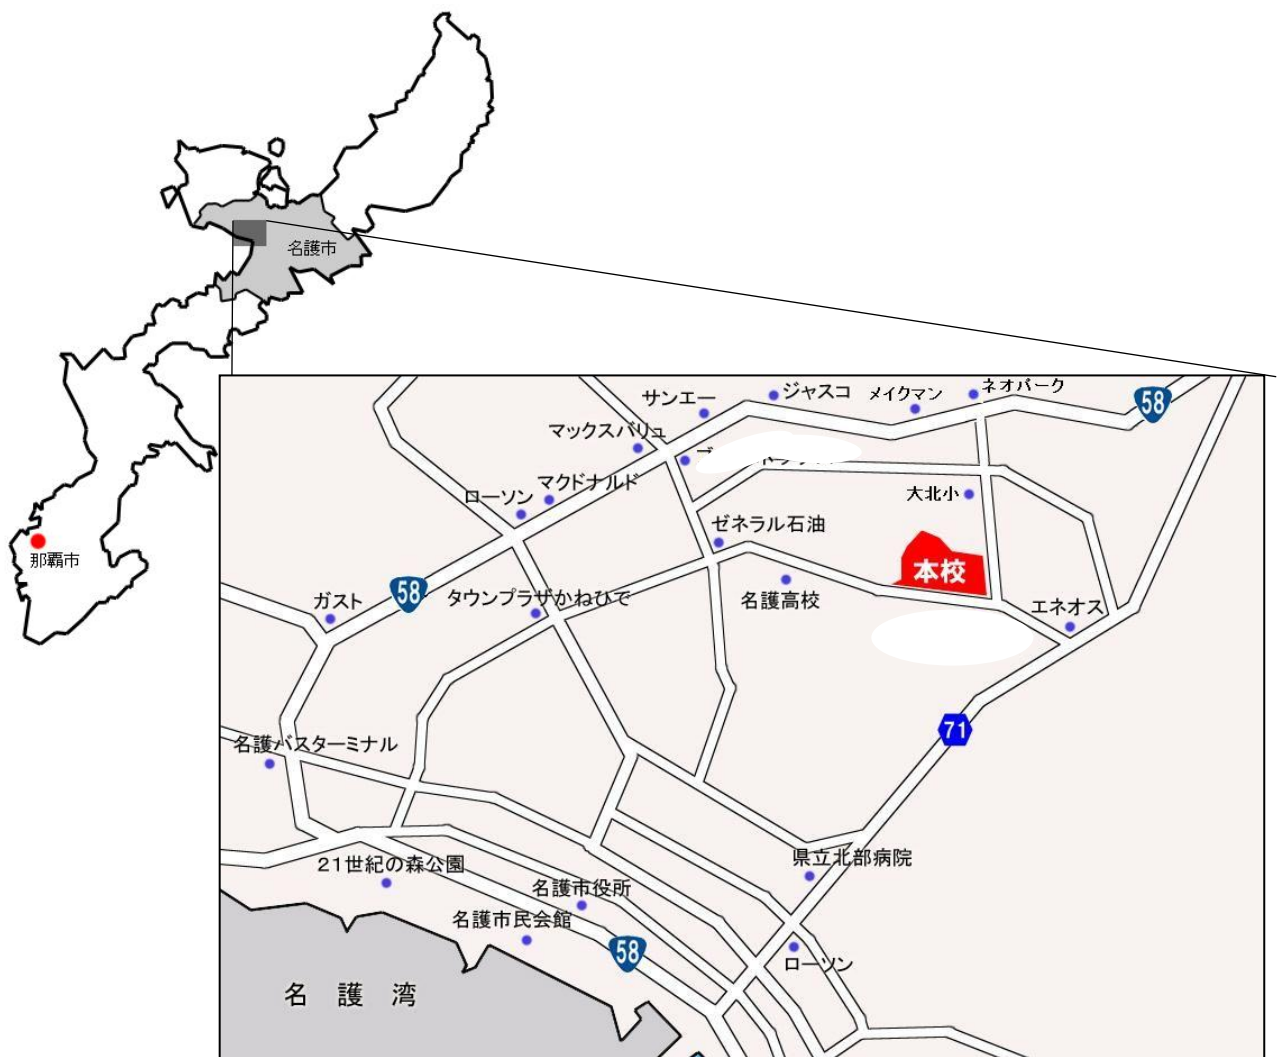 名護市
那覇市
ネオパーク
ジャスコ
メイクマン
サンエー
58
マックスバリュ
マクドナルド
ローソン
大北小
ゼネラル石油
本校
58
ガスト
タウンプラザかねひで
名護高校
エネオス
71
名護バスターミナル
県立北部病院
21世紀の森公園
名護市役所
名護市民会館
58
ローソン
名護湾